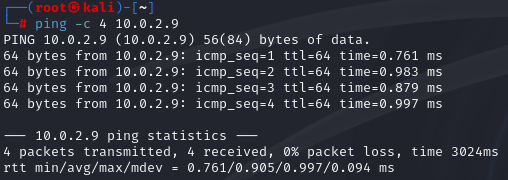 ┌──(root㉿kali)-[~]
└─# ping -c 4 10.0.2.9
PING 10.0.2.9 (10.0.2.9) 56(84) bytes of data.
64 bytes from 10.0.2.9: icmp_seq=1 ttl=64 time=0.761 ms
64 bytes from 10.0.2.9: icmp_seq=2 ttl=64 time=0.983 ms
64 bytes from 10.0.2.9: icmp_seq=3 ttl=64 time=0.879 ms
64 bytes from 10.0.2.9: icmp_seq=4 ttl=64 time=0.997 ms

--- 10.0.2.9 ping statistics ---
4 packets transmitted, 4 received, 0% packet loss, time 3024ms
rtt min/avg/max/mdev = 0.761/0.905/0.997/0.094 ms